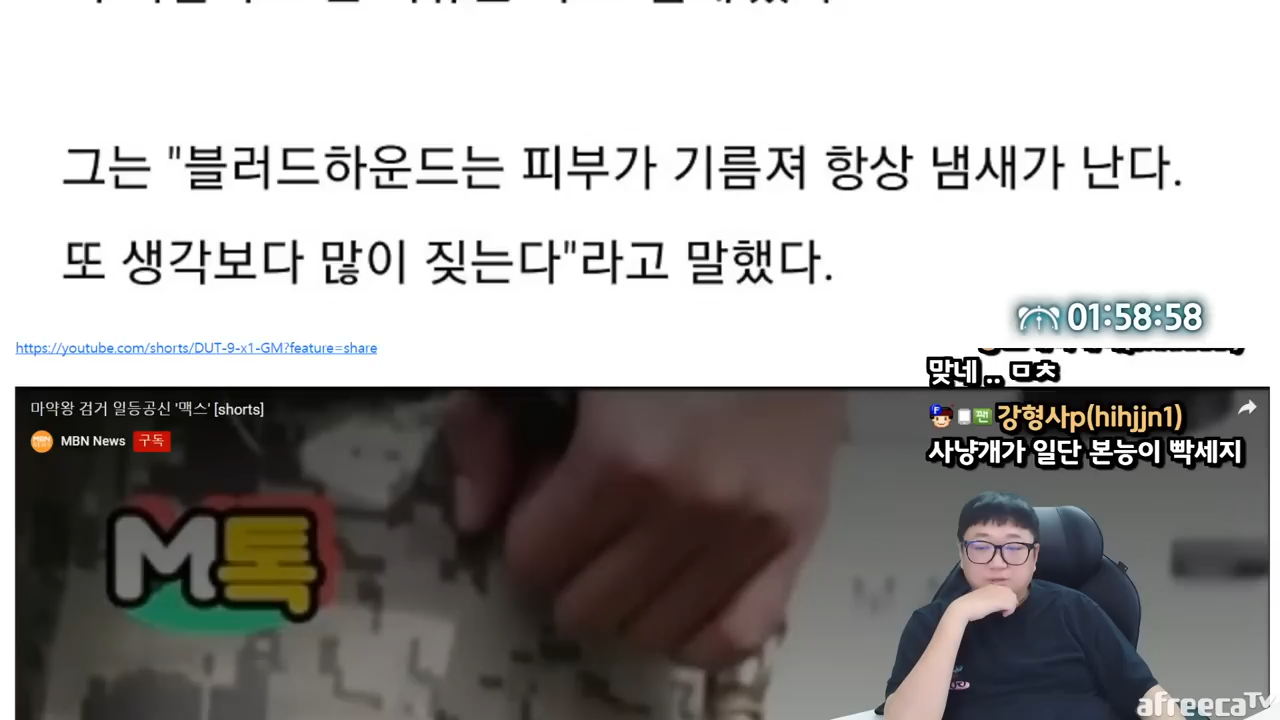 그는 "블러드하운드는 피부가 기름져 항상 냄새가 난다.
또 생각보다 많이 짖는다"라고 말했다.
01:58:58
https://youtube.com/shorts/DUT-9-x1-GM?feature=share
맞네 .. ㅁㅊ
마약왕 검거 일등공신 '맥스' [shorts]
MBN MBN News 구독
F 팬 강형사p(hihjjn1)
사냥개가 일단 본능이 빡세지
M톡
afreecaTV